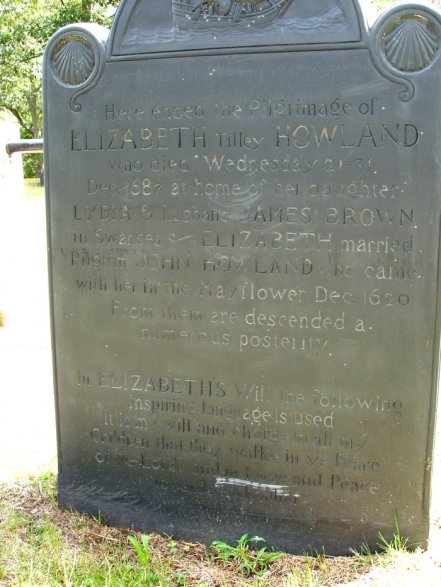 Here ended the Pilgrimage of
ELIZABETH Tilley HOWLAND
who died Wednesday 21-31
Dec. 1687 at home of her daughter
LYDIA & husband JAMES BROWN
in Swansea ELIZABETH married
Pilgrim JOHN HOWLAND who came
with her in the Mayflower Dec. 1620
From them are descended a
numerous posterity
In ELIZABETH'S Will the following
inspiring language is used
"It is my will and charge to all my
Children that they walke in ye Feare
of ye Lord, and in Love and Peace